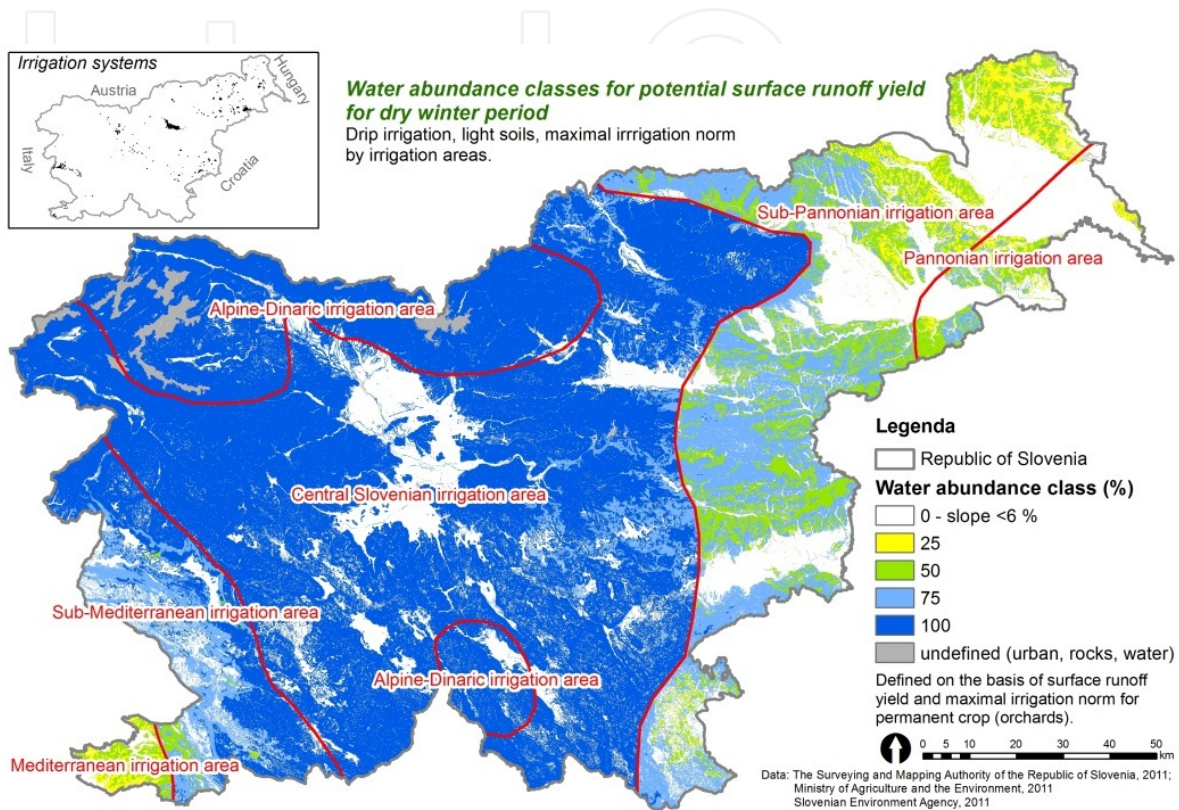 Irrigation systems
Austria
Hungary
Italy
Croatia
Water abundance classes for potential surface runoff yield
for dry winter period
Drip irrigation, light soils, maximal irrrigation norm
by irrigation areas.
Sub-Pannonian irrigation area
Pannonian irrigation area
Alpine-Dinaric irrigation area
Central Slovenian irrigation area
Sub-Mediterranean irrigation area
Alpine-Dinaric irrigation area
Mediterranean irrigation area
Legenda
Republic of Slovenia
Water abundance class (%)
0 - slope <6 %
25
50
75
100
undefined (urban, rocks, water)
Defined on the basis of surface runoff
yield and maximal irrigation norm for
permanent crop (orchards).
0 5 10 20 30 40 50
km
Data: The Surveying and Mapping Authority of the Republic of Slovenia, 2011;
Ministry of Agriculture and the Environment, 2011
Slovenian Environment Agency, 2011